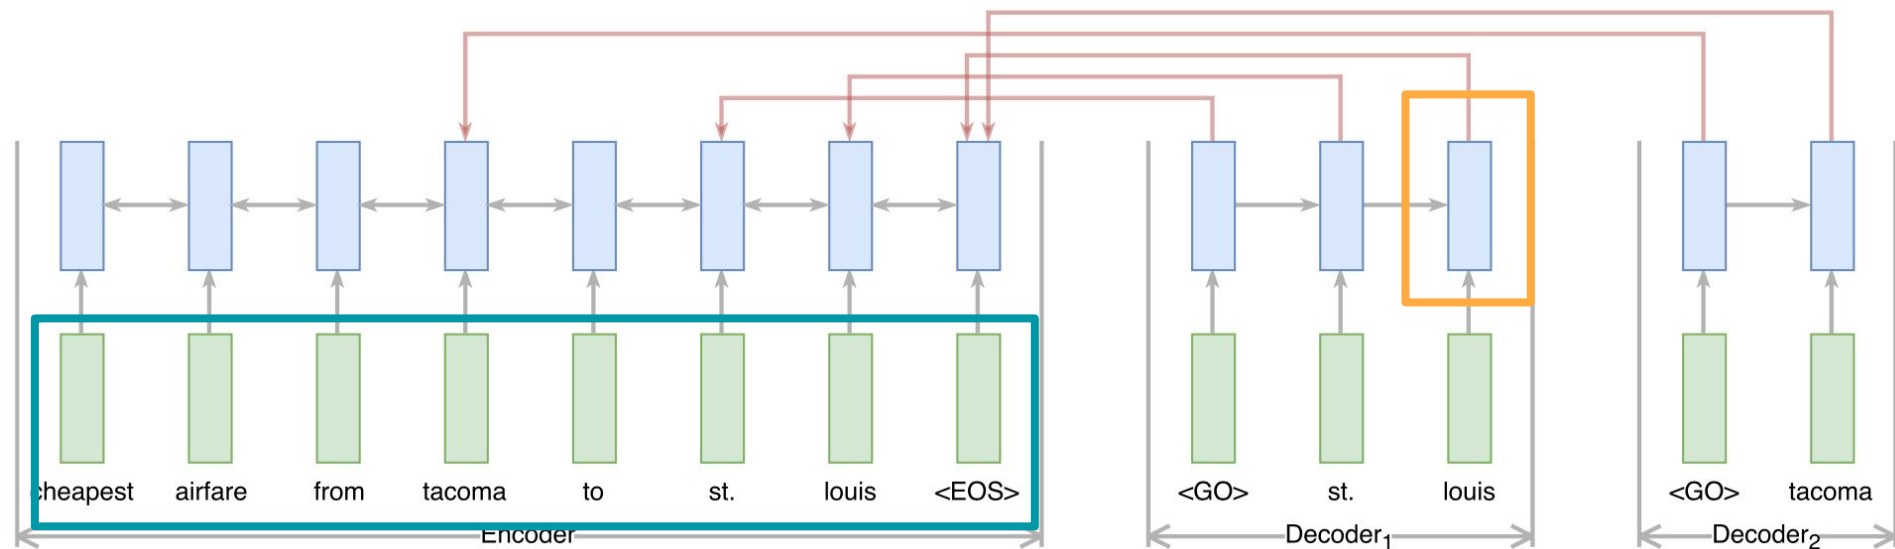 cheapest airfare from tacoma to st. louis <EOS> <GO> st. louis <GO> tacoma
Encoder Decoder1 Decoder2